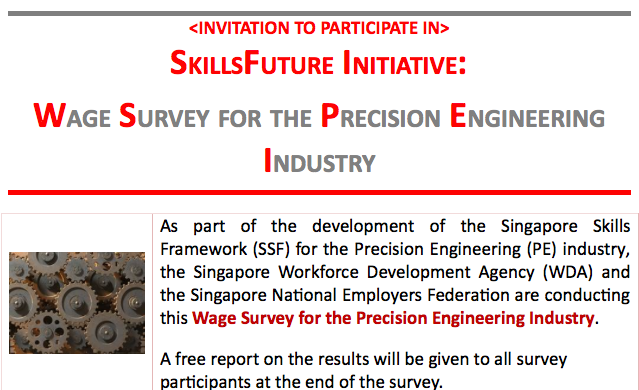 <INVITATION TO PARTICIPATE IN>
SKILLSFUTURE INITIATIVE:
WAGE SURVEY FOR THE PRECISION ENGINEERING
INDUSTRY
As part of the development of the Singapore Skills
Framework (SSF) for the Precision Engineering (PE) industry,
the Singapore Workforce Development Agency (WDA) and
the Singapore National Employers Federation are conducting
this Wage Survey for the Precision Engineering Industry.
A free report on the results will be given to all survey
participants at the end of the survey.